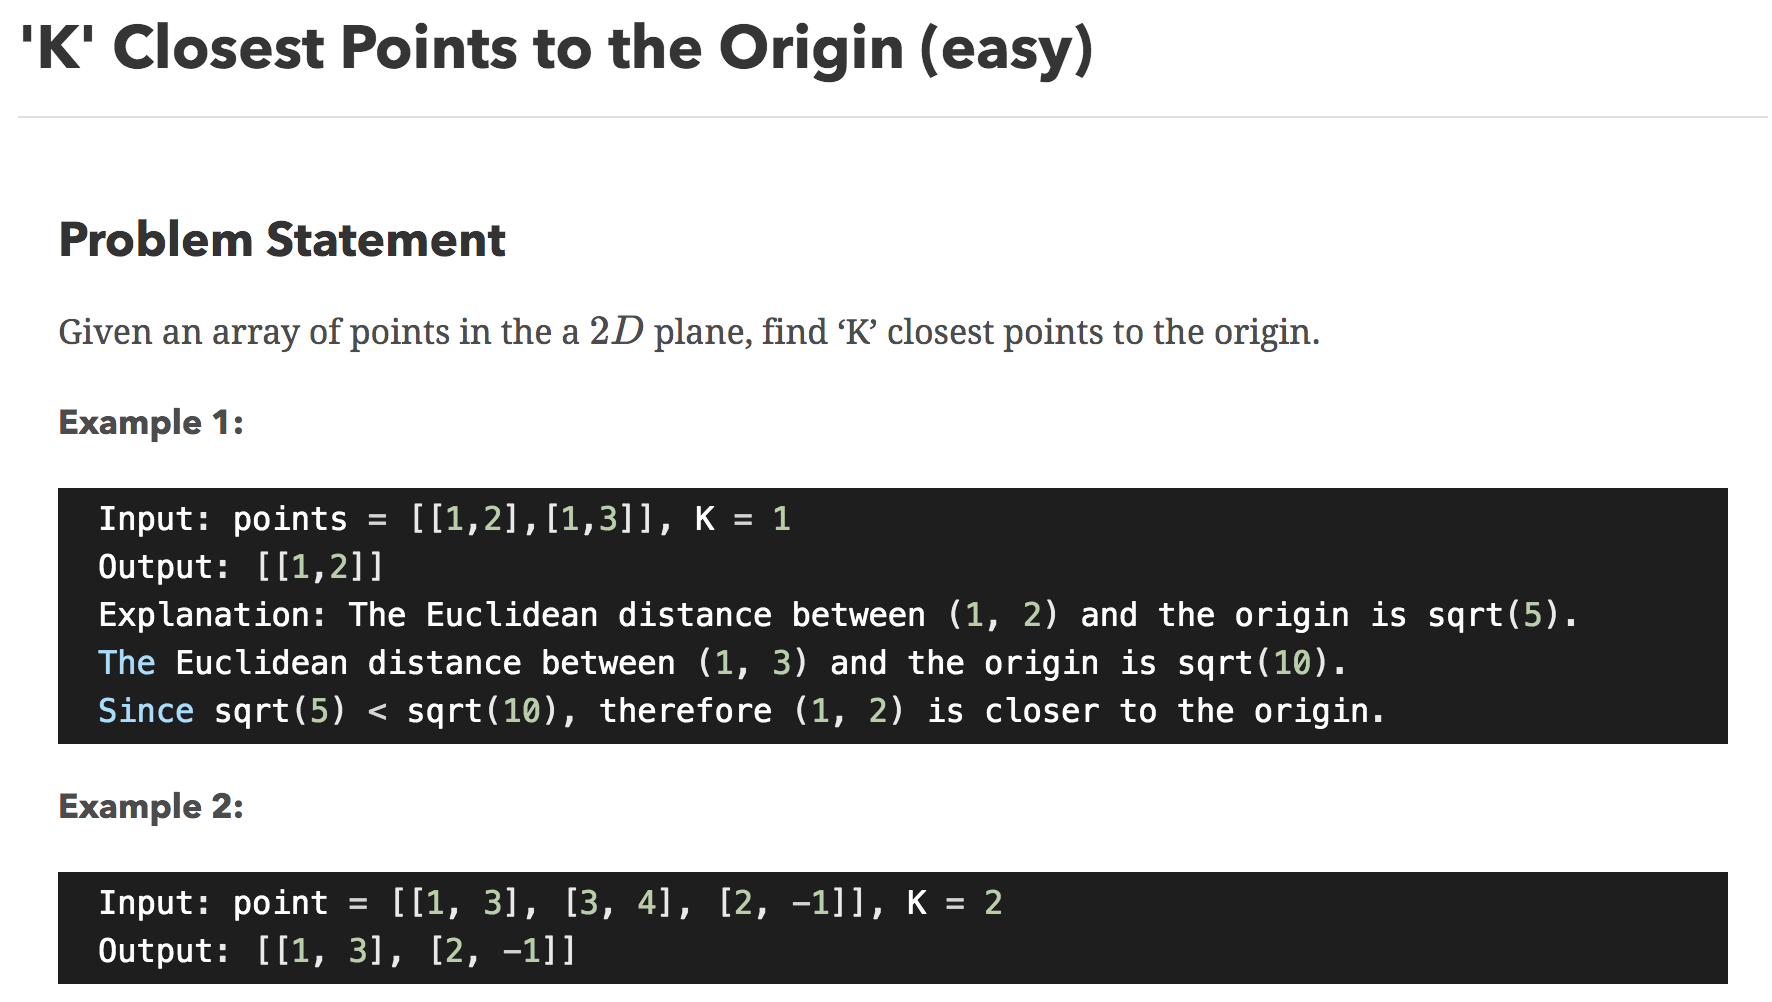 'K' Closest Points to the Origin (easy)
Problem Statement
Given an array of points in the a 2D plane, find ‘K’ closest points to the origin.
Example 1:
Input: points = [[1,2],[1,3]], K = 1
Output: [[1,2]]
Explanation: The Euclidean distance between (1, 2) and the origin is sqrt(5).
The Euclidean distance between (1, 3) and the origin is sqrt(10).
Since sqrt(5) < sqrt(10), therefore (1, 2) is closer to the origin.
Example 2:
Input: point = [[1, 3], [3, 4], [2, -1]], K = 2
Output: [[1, 3], [2, -1]]